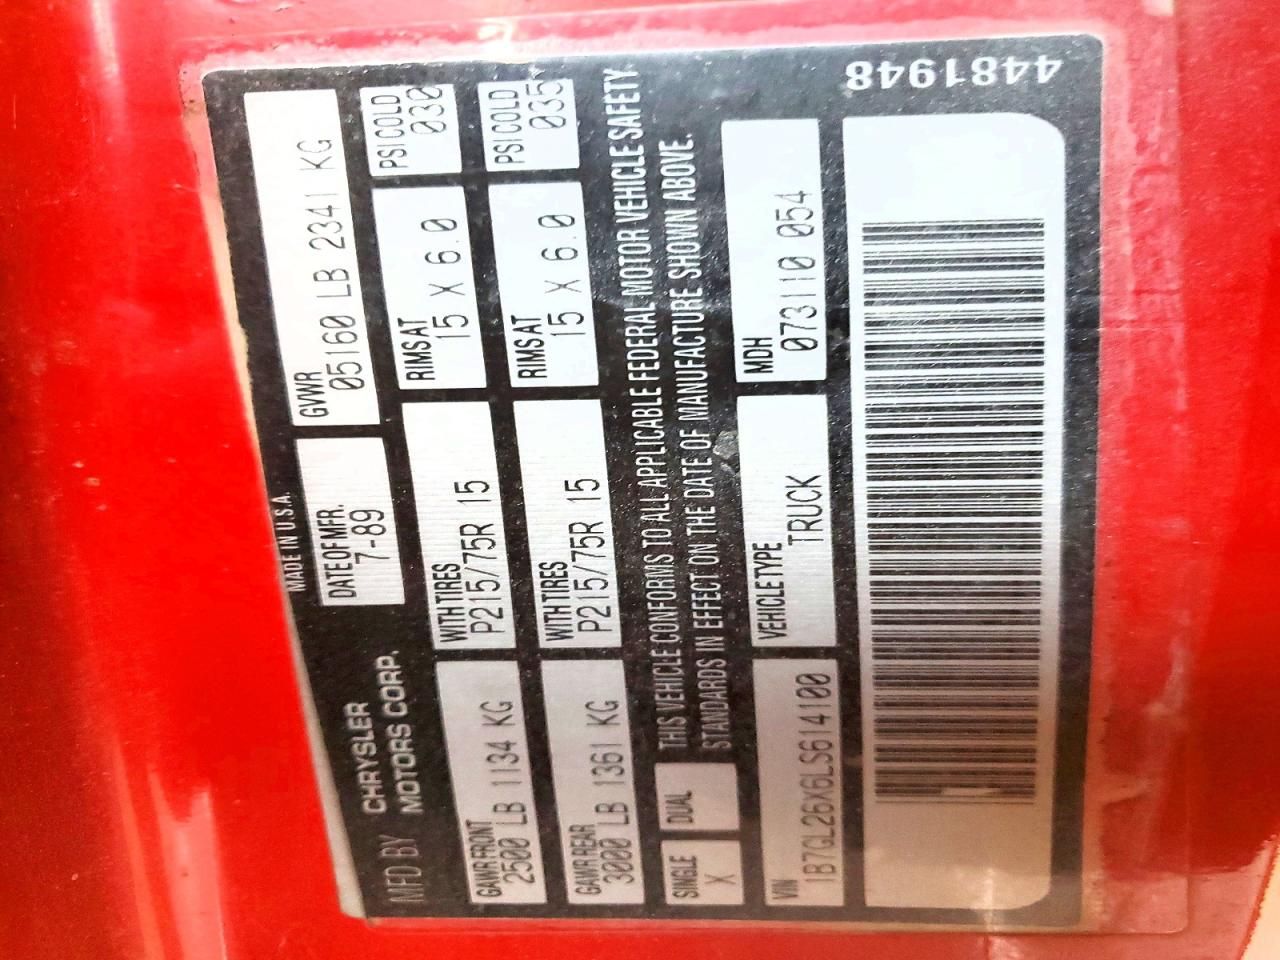 MADE IN U.S.A.
MFD BY CHRYSLER MOTORS CORP.
DATE OF MFR.
7-89
GVWR
05160 LB 2341 KG
GAWR FRONT
2500 LB 1134 KG
WITH TIRES
P215/75R 15
RIMS AT
15 X 6.0
PSI COLD
030
GAWR REAR
3000 LB 1361 KG
WITH TIRES
P215/75R 15
RIMS AT
15 X 6.0
PSI COLD
035
SINGLE
X
DUAL
THIS VEHICLE CONFORMS TO ALL APPLICABLE FEDERAL MOTOR VEHICLE SAFETY
STANDARDS IN EFFECT ON THE DATE OF MANUFACTURE SHOWN ABOVE.
VIN
1B7GL26X6LS614100
VEHICLE TYPE
TRUCK
MDH
073110 054
4481948